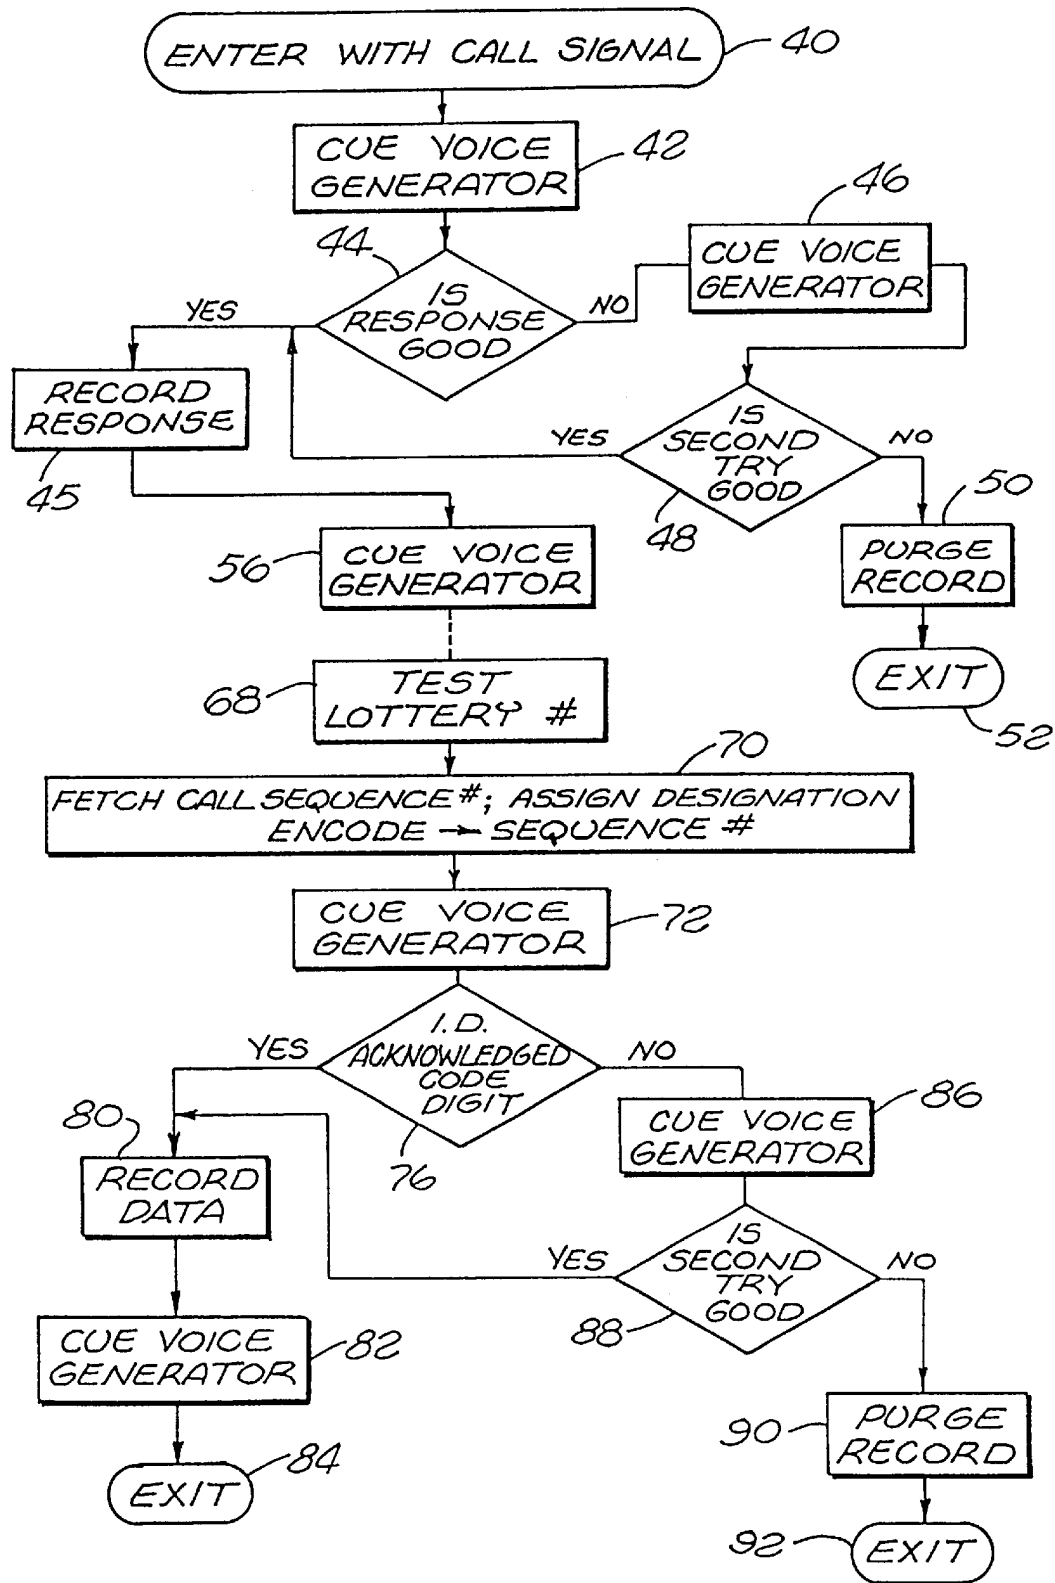 ENTER WITH CALL SIGNAL
40
CUE VOICE
GENERATOR
42
44
IS
RESPONSE
GOOD
YES
NO
46
CUE VOICE
GENERATOR
RECORD
RESPONSE
45
IS
SECOND
TRY
GOOD
YES
NO
48
50
PURGE
RECORD
EXIT
52
56
CUE VOICE
GENERATOR
68
TEST
LOTTERY #
70
FETCH CALL SEQUENCE #; ASSIGN DESIGNATION
ENCODE → SEQUENCE #
CUE VOICE
GENERATOR
72
I.D.
ACKNOWLEDGED
CODE
DIGIT
YES
NO
76
80
RECORD
DATA
86
CUE VOICE
GENERATOR
IS
SECOND
TRY
GOOD
YES
NO
88
CUE VOICE
GENERATOR
82
EXIT
84
90
PURGE
RECORD
92
EXIT